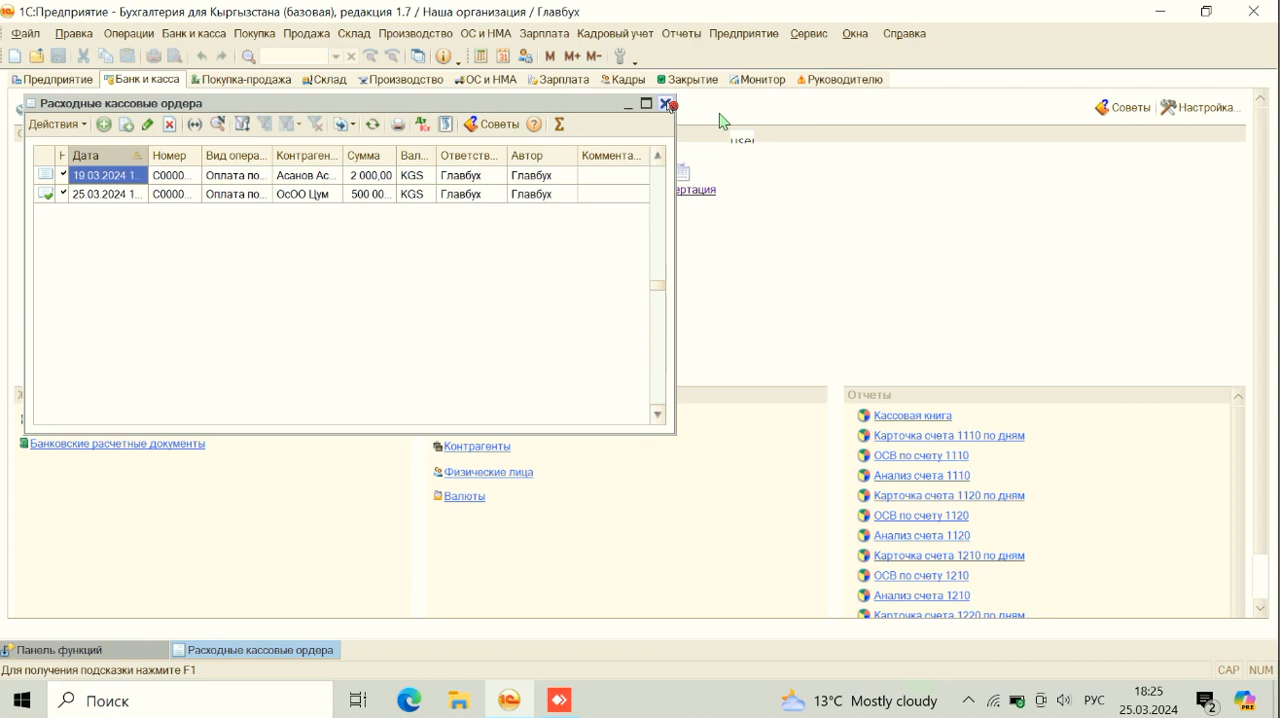 1С:Предприятие - Бухгалтерия для Кыргызстана (базовая), редакция 1.7 / Наша организация / Главбух
Файл Правка Операции Банк и касса Покупка Продажа Склад Производство ОС и НМА Зарплата Кадровый учет Отчеты Предприятие Сервис Окна Справка
M M+ M-
Предприятие Банк и касса Покупка-продажа Склад Производство ОС и НМА Зарплата Кадры Закрытие Монитор Руководителю
Расходные кассовые ордера
Советы Настройка...
Действия Советы
user
Дата Номер Вид опера... Контраген... Сумма Вал... Ответств... Автор Коммента...
19.03.2024 1... С0000... Оплата по... Асанов Ас... 2 000,00 KGS Главбух Главбух
25.03.2024 1... С0000... Оплата по... ОсОО Цум 500 00... KGS Главбух Главбух
ертация
Отчеты
Кассовая книга
Карточка счета 1110 по дням
ОСВ по счету 1110
Анализ счета 1110
Карточка счета 1120 по дням
ОСВ по счету 1120
Анализ счета 1120
Карточка счета 1210 по дням
ОСВ по счету 1210
Анализ счета 1210
Карточка счета 1220 по дням
Банковские расчетные документы
Контрагенты
Физические лица
Валюты
Панель функций Расходные кассовые ордера
Для получения подсказки нажмите F1
CAP NUM
Поиск
13°C Mostly cloudy
РУС
18:25
25.03.2024
2
PRE